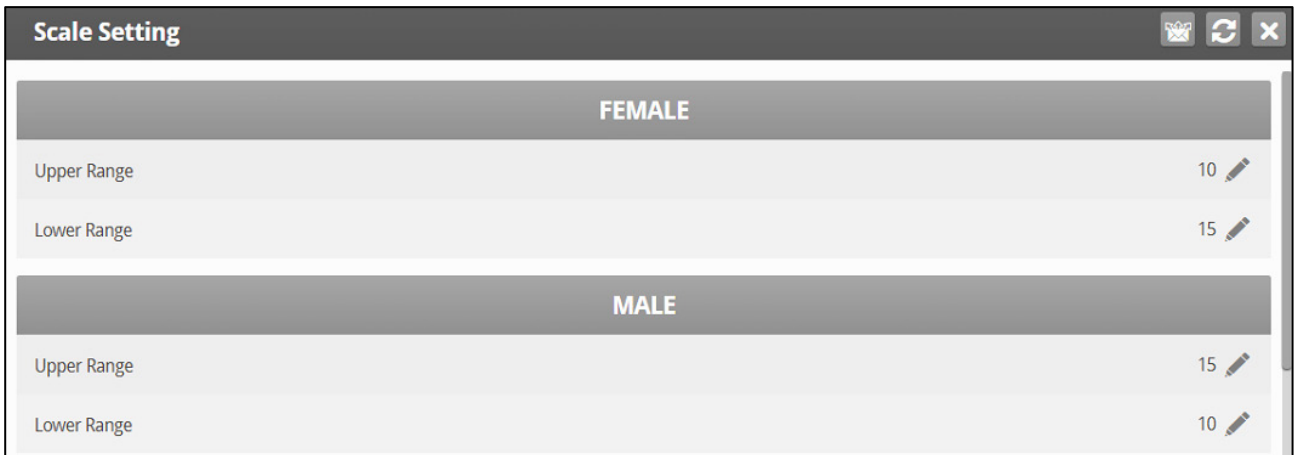 Scale Setting
FEMALE
Upper Range 10
Lower Range 15
MALE
Upper Range 15
Lower Range 10